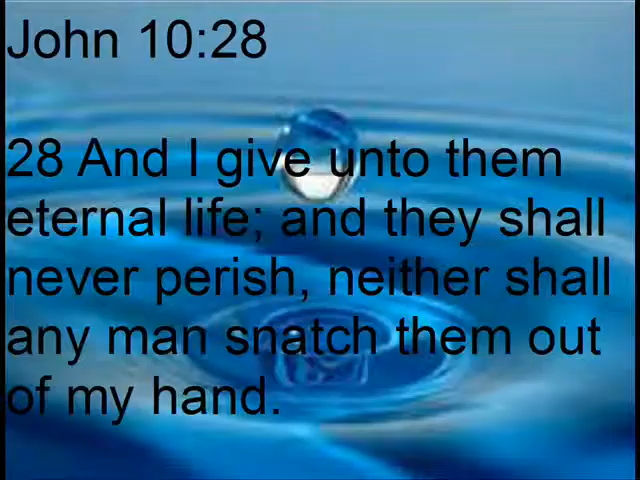 John 10:28
28 And I give unto them
eternal life; and they shall
never perish, neither shall
any man snatch them out
of my hand.